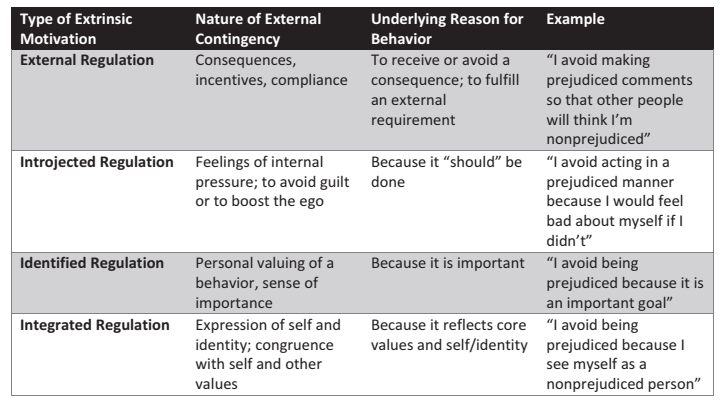 Type of Extrinsic Motivation
Nature of External Contingency
Underlying Reason for Behavior
Example
External Regulation
Consequences,
incentives, compliance
To receive or avoid a
consequence; to fulfill
an external
requirement
“I avoid making
prejudiced comments
so that other people
will think I’m
nonprejudiced”
Introjected Regulation
Feelings of internal
pressure; to avoid guilt
or to boost the ego
Because it “should” be
done
“I avoid acting in a
prejudiced manner
because I would feel
bad about myself if I
didn’t”
Identified Regulation
Personal valuing of a
behavior, sense of
importance
Because it is important
“I avoid being
prejudiced because it is
an important goal”
Integrated Regulation
Expression of self and
identity; congruence
with self and other
values
Because it reflects core
values and self/identity
“I avoid being
prejudiced because I
see myself as a
nonprejudiced person”